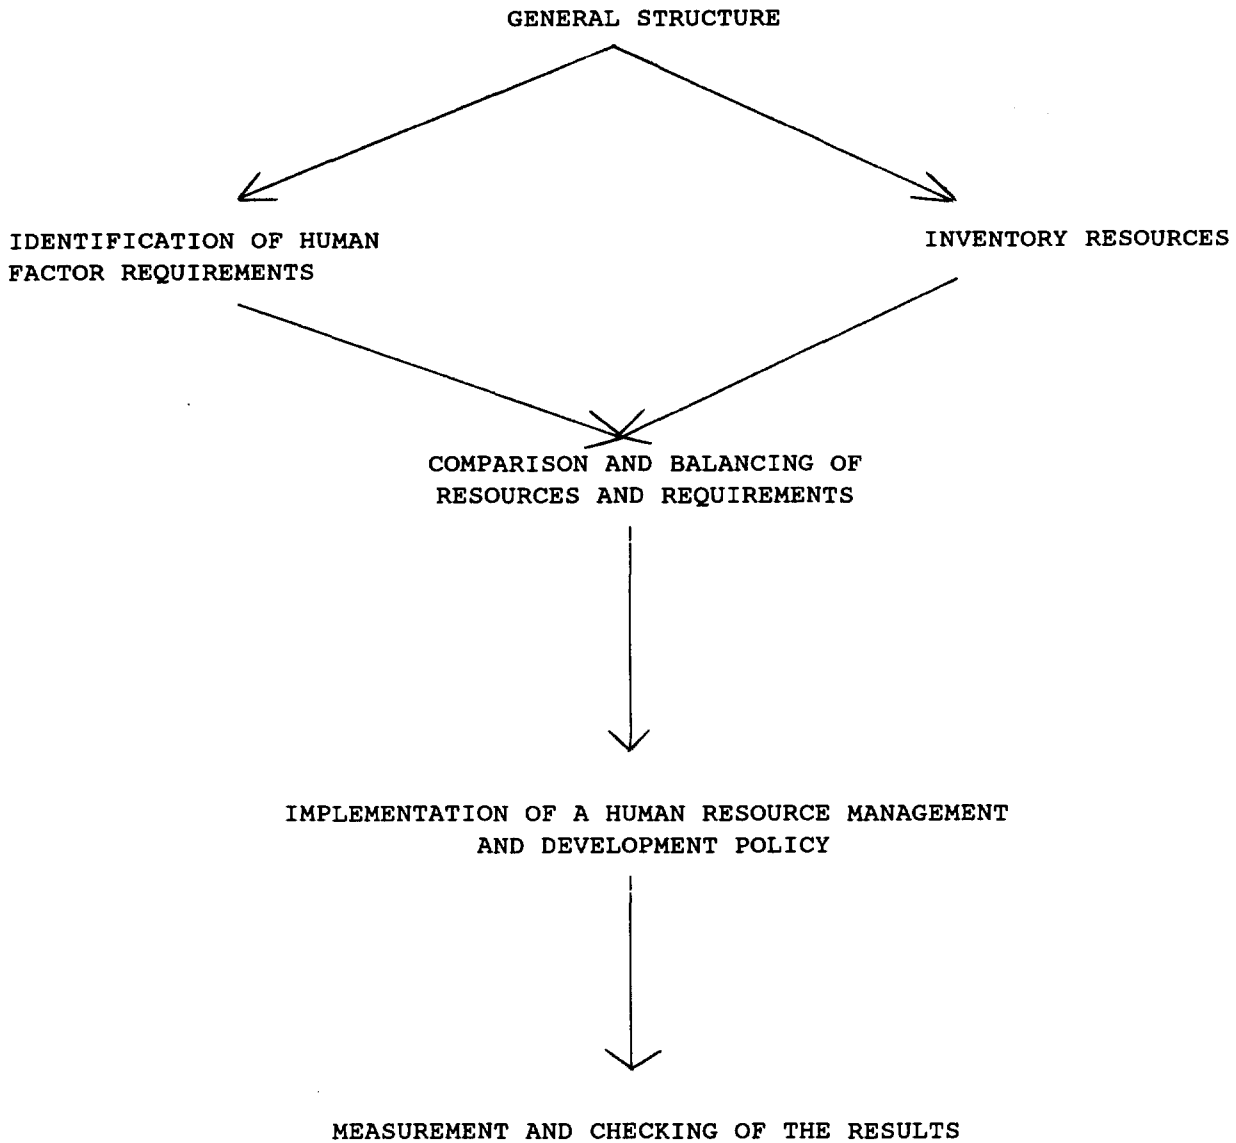 GENERAL STRUCTURE
IDENTIFICATION OF HUMAN
FACTOR REQUIREMENTS
INVENTORY RESOURCES
COMPARISON AND BALANCING OF
RESOURCES AND REQUIREMENTS
IMPLEMENTATION OF A HUMAN RESOURCE MANAGEMENT
AND DEVELOPMENT POLICY
MEASUREMENT AND CHECKING OF THE RESULTS